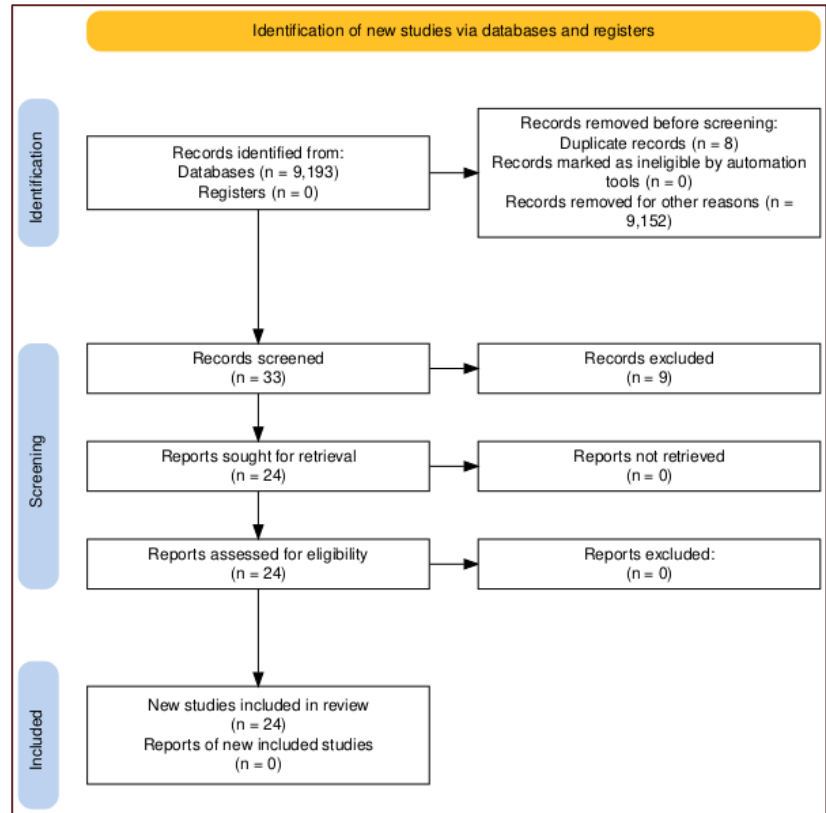 Identification of new studies via databases and registers
Identification
Records identified from:
Databases (n = 9,193)
Registers (n = 0)
Records removed before screening:
Duplicate records (n = 8)
Records marked as ineligible by automation
tools (n = 0)
Records removed for other reasons (n =
9,152)
Screening
Records screened
(n = 33)
Records excluded
(n = 9)
Reports sought for retrieval
(n = 24)
Reports not retrieved
(n = 0)
Reports assessed for eligibility
(n = 24)
Reports excluded:
(n = 0)
Included
New studies included in review
(n = 24)
Reports of new included studies
(n = 0)